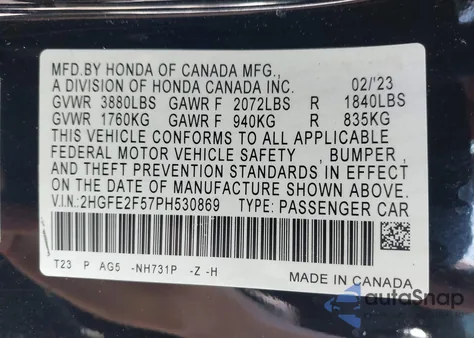 MFD.BY HONDA OF CANADA MFG.,
A DIVISION OF HONDA CANADA INC. 02/'23
GVWR 3880LBS GAWR F 2072LBS R 1840LBS
GVWR 1760KG GAWR F 940KG R 835KG
THIS VEHICLE CONFORMS TO ALL APPLICABLE
FEDERAL MOTOR VEHICLE SAFETY , BUMPER ,
AND THEFT PREVENTION STANDARDS IN EFFECT
ON THE DATE OF MANUFACTURE SHOWN ABOVE.
V.I.N.:2HGFE2F57PH530869 TYPE: PASSENGER CAR
T23 P AG5 -NH731P -Z -H
MADE IN CANADA
autoSnap